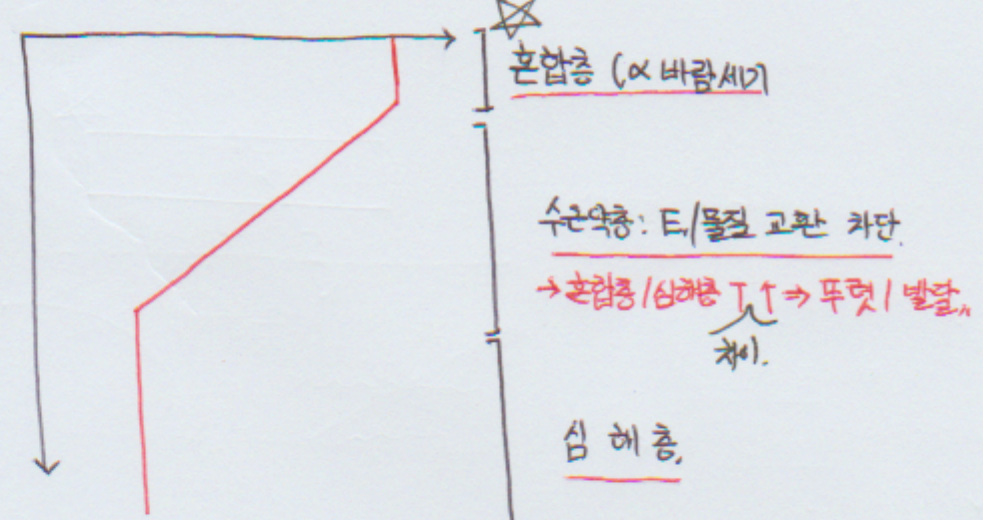 혼합층 (∝ 바람세기
수온약층: E/물질 교환 차단.
→ 혼합층/심해층 T ↑ ⇒ 뚜렷/발달.,
차이.
심해층.